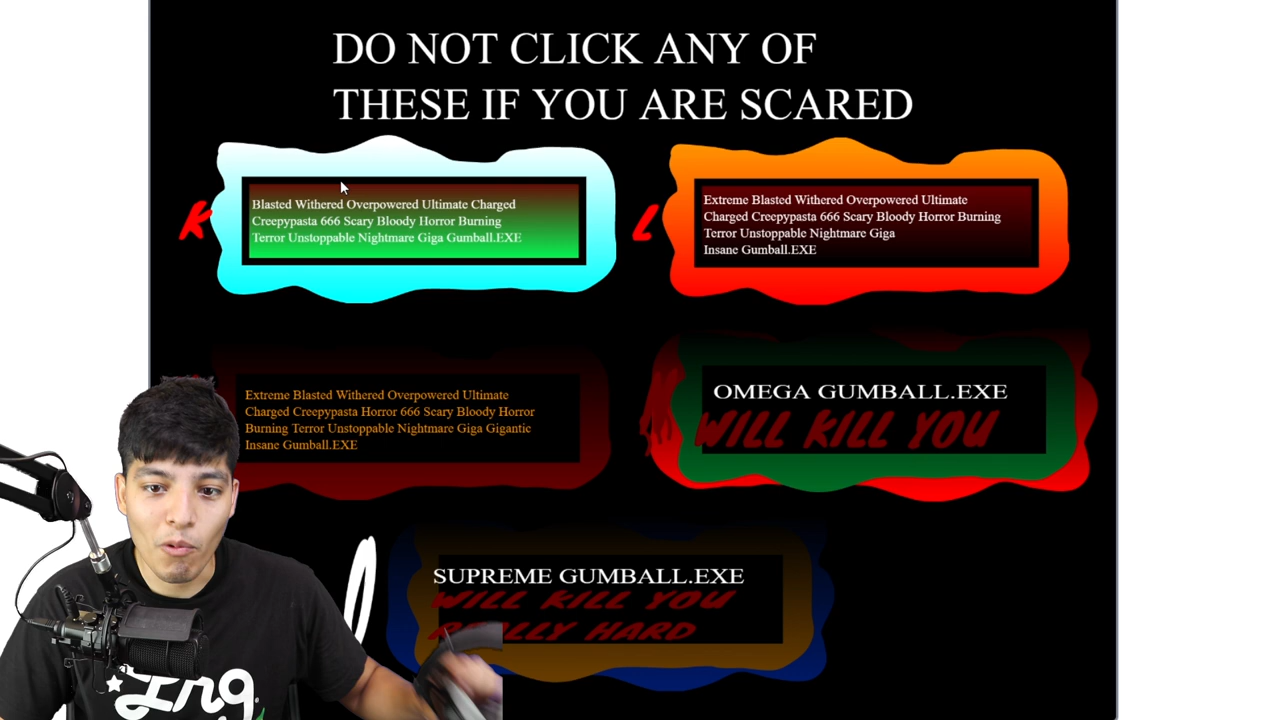 DO NOT CLICK ANY OF
THESE IF YOU ARE SCARED
K
Blasted Withered Overpowered Ultimate Charged
Creepypasta 666 Scary Bloody Horror Burning
Terror Unstoppable Nightmare Giga Gumball.EXE
L
Extreme Blasted Withered Overpowered Ultimate
Charged Creepypasta 666 Scary Bloody Horror Burning
Terror Unstoppable Nightmare Giga
Insane Gumball.EXE
Extreme Blasted Withered Overpowered Ultimate
Charged Creepypasta Horror 666 Scary Bloody Horror
Burning Terror Unstoppable Nightmare Giga Gigantic
Insane Gumball.EXE
OMEGA GUMBALL.EXE
WILL KILL YOU
SUPREME GUMBALL.EXE
WILL KILL YOU
REALLY HARD